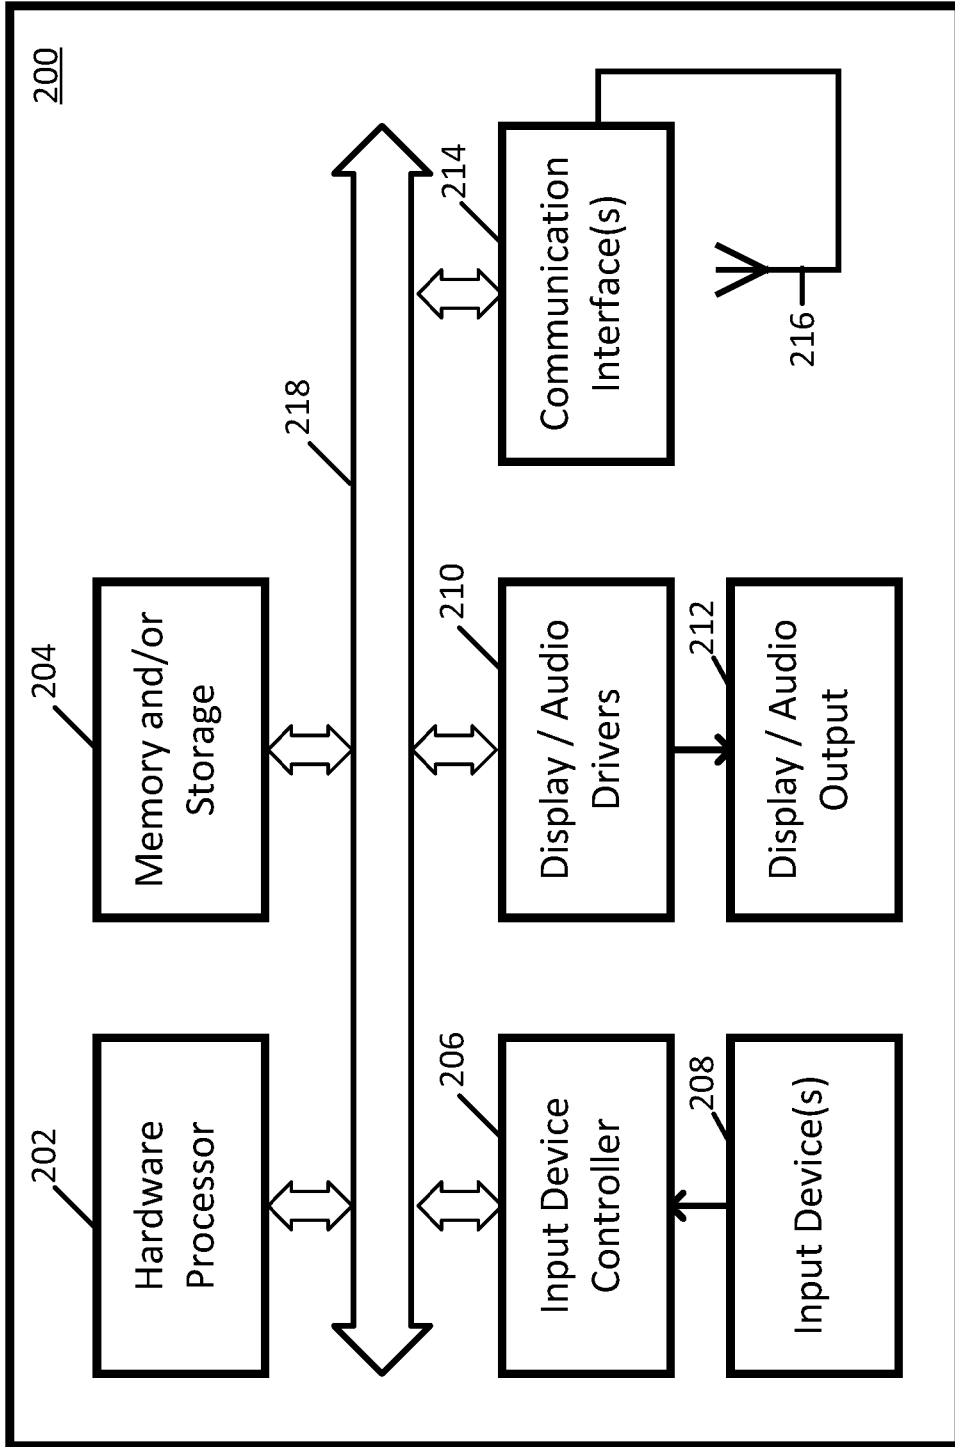 200
202
Hardware
Processor
204
Memory and/or
Storage
218
206
Input Device
Controller
210
Display / Audio
Drivers
214
Communication
Interface(s)
208
Input Device(s)
212
Display / Audio
Output
216